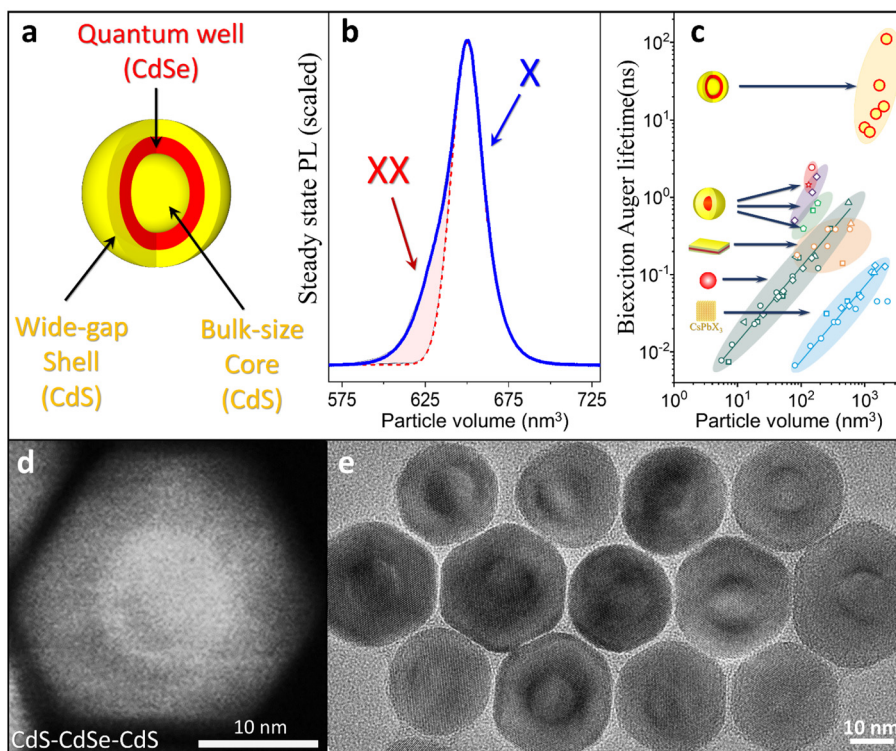 a
Quantum well
(CdSe)
Wide-gap
Shell
(CdS)
Bulk-size
Core
(CdS)
b
Steady state PL (scaled)
XX
X
575 625 675 725
Particle volume (nm³)
c
Biexciton Auger lifetime(ns)
10²
10¹
10⁰
10⁻¹
10⁻²
CsPbX₃
10⁰ 10¹ 10² 10³
Particle volume (nm³)
d
CdS-CdSe-CdS
10 nm
e
10 nm